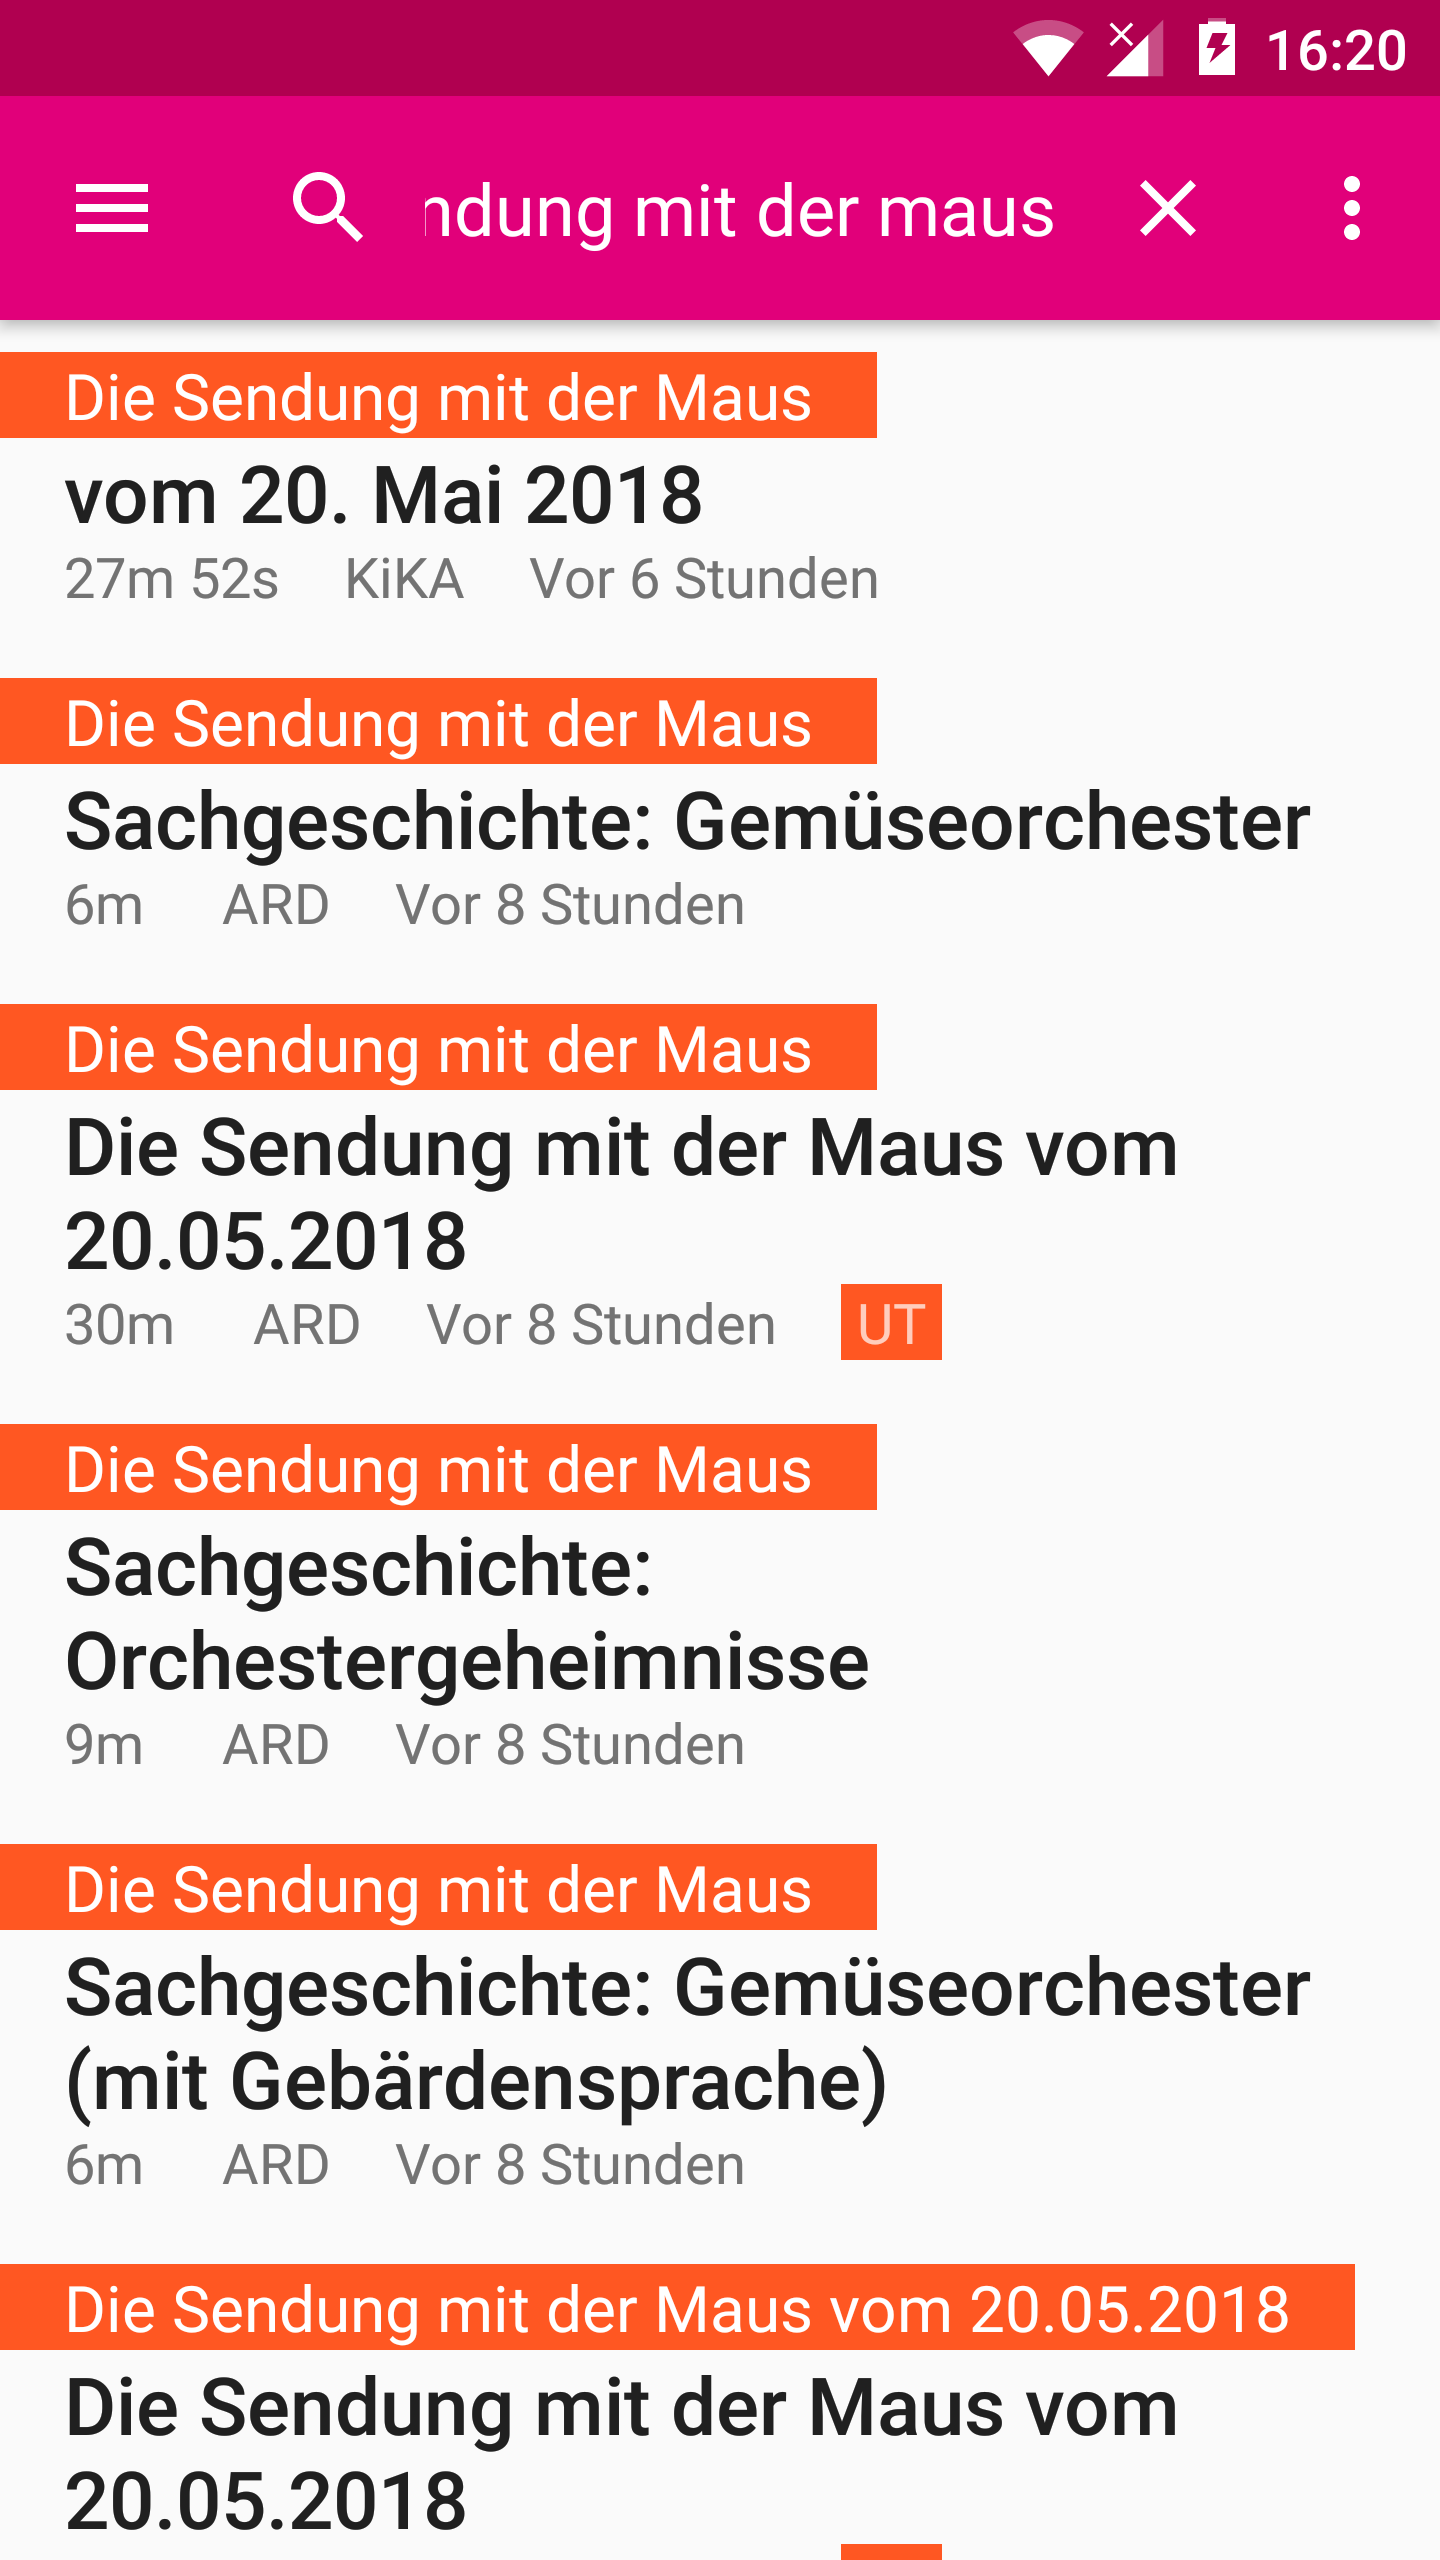 16:20
ndung mit der maus
Die Sendung mit der Maus
vom 20. Mai 2018
27m 52s KiKA Vor 6 Stunden
Die Sendung mit der Maus
Sachgeschichte: Gemüseorchester
6m ARD Vor 8 Stunden
Die Sendung mit der Maus
Die Sendung mit der Maus vom
20.05.2018
30m ARD Vor 8 Stunden UT
Die Sendung mit der Maus
Sachgeschichte:
Orchestergeheimnisse
9m ARD Vor 8 Stunden
Die Sendung mit der Maus
Sachgeschichte: Gemüseorchester
(mit Gebärdensprache)
6m ARD Vor 8 Stunden
Die Sendung mit der Maus vom 20.05.2018
Die Sendung mit der Maus vom
20.05.2018